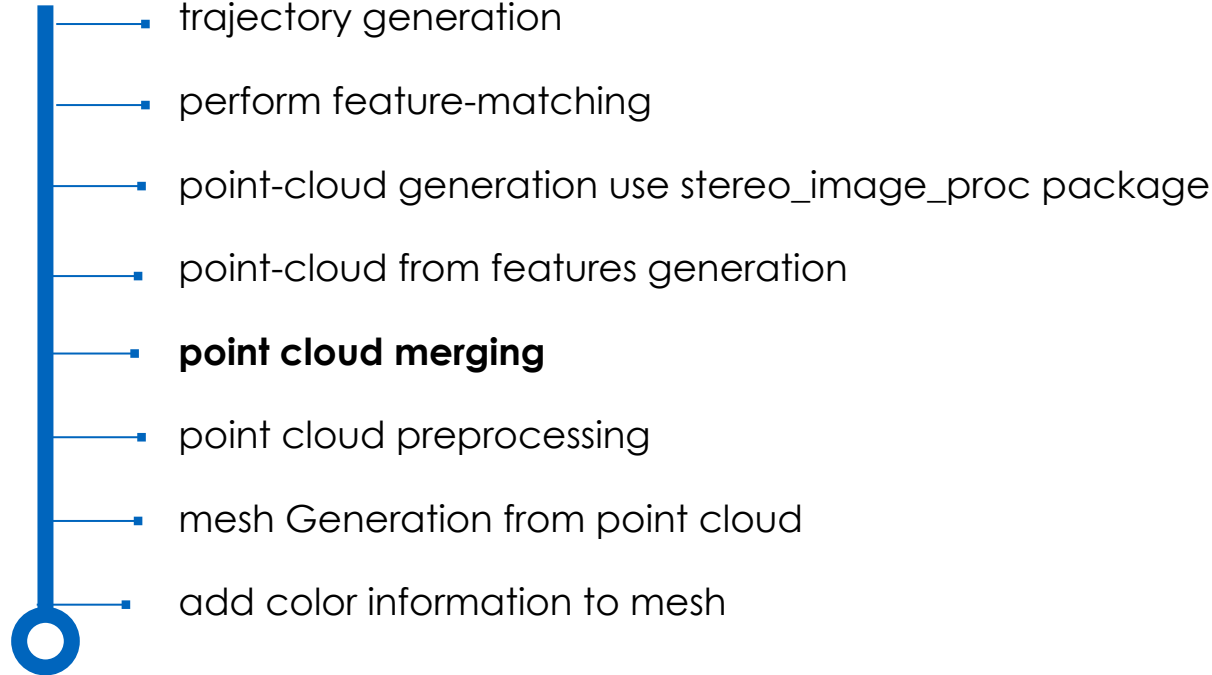 trajectory generation
perform feature-matching
point-cloud generation use stereo_image_proc package
point-cloud from features generation
point cloud merging
point cloud preprocessing
mesh Generation from point cloud
add color information to mesh